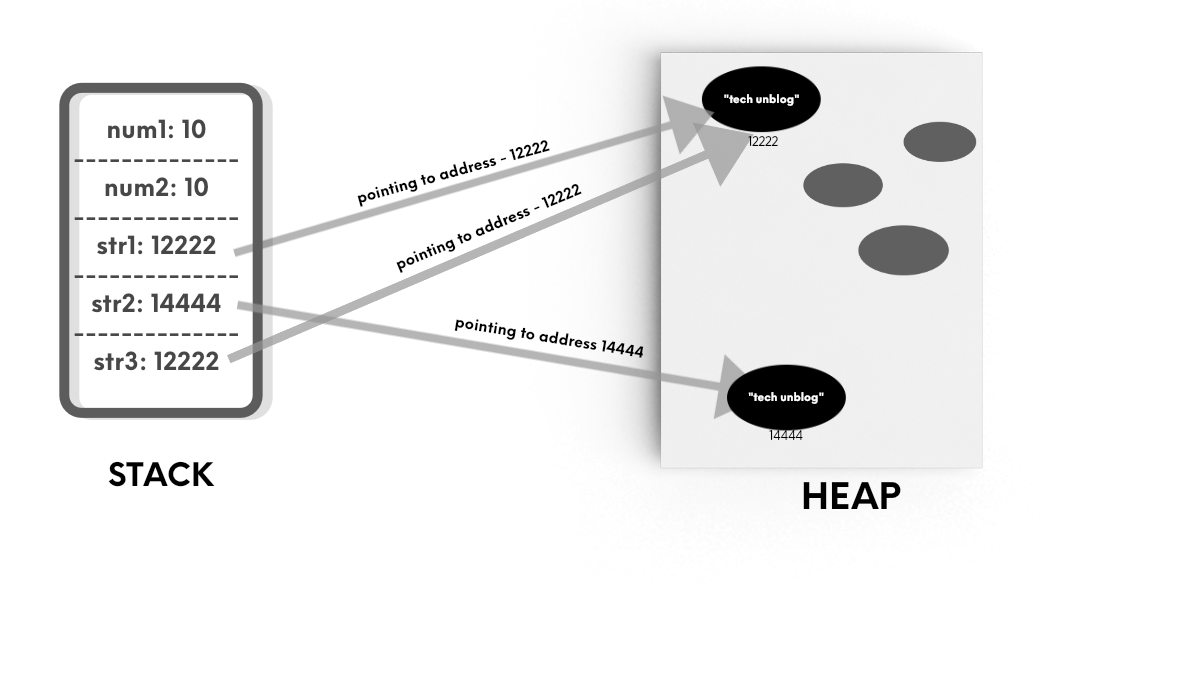 num1: 10
num2: 10
str1: 12222
str2: 14444
str3: 12222
STACK
pointing to address - 12222
pointing to address - 12222
pointing to address 14444
"tech unblog"
12222
"tech unblog"
14444
HEAP